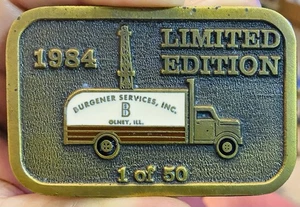 1984
LIMITED
EDITION
BURGENER SERVICES, INC.
B
OLNEY, ILL.
1 of 50